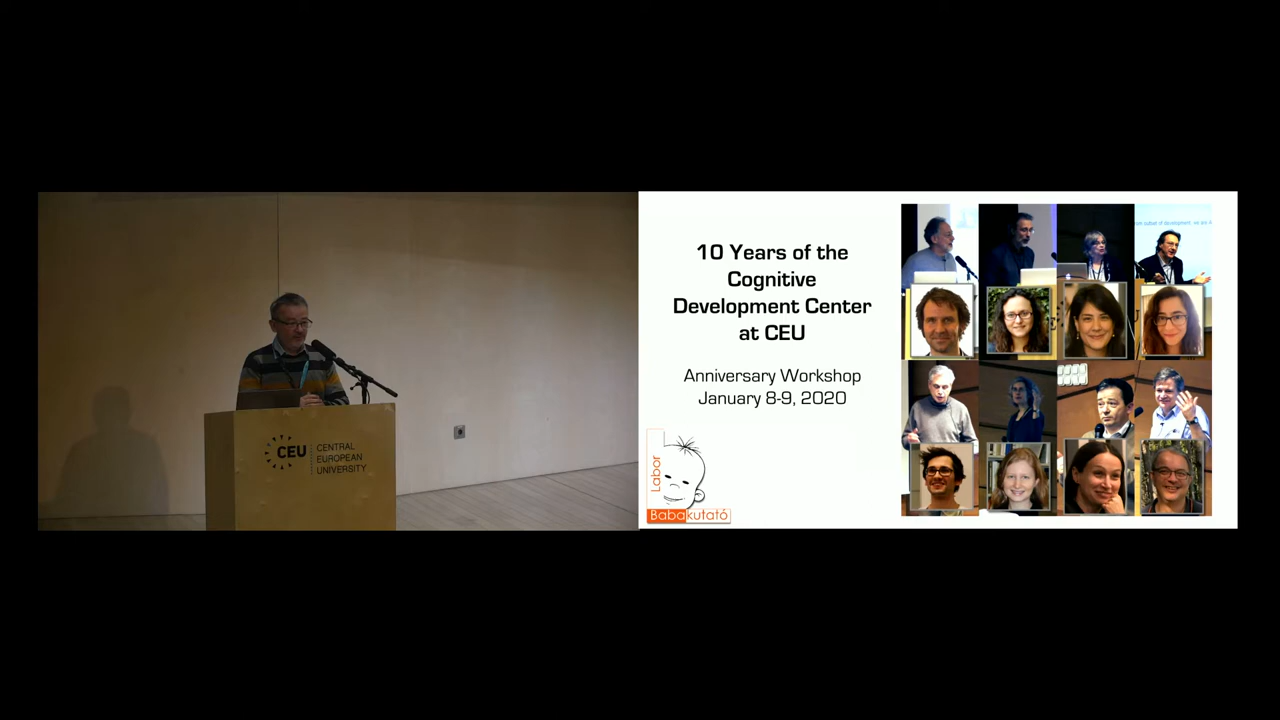 CEU
CENTRAL
EUROPEAN
UNIVERSITY
10 Years of the
Cognitive
Development Center
at CEU
Anniversary Workshop
January 8-9, 2020
Labor
Babakutató